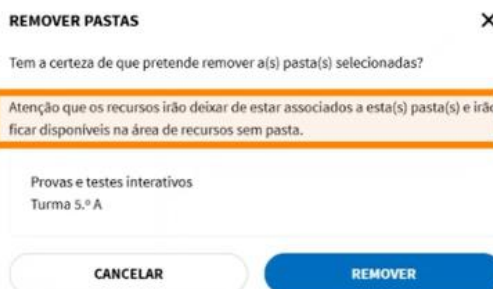 REMOVER PASTAS
Tem a certeza de que pretende remover a(s) pasta(s) selecionadas?
Atenção que os recursos irão deixar de estar associados a esta(s) pasta(s) e irão
ficar disponíveis na área de recursos sem pasta.
Provas e testes interativos
Turma 5.º A
CANCELAR
REMOVER